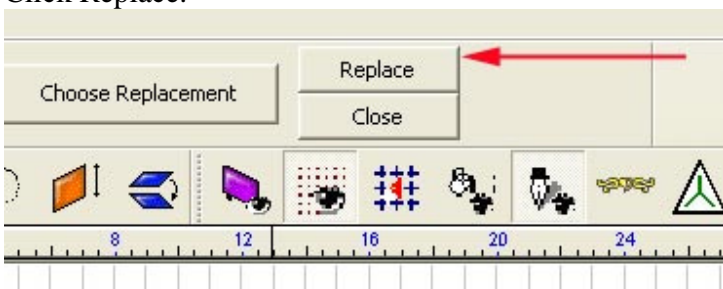 Click Replace.
Replace
Choose Replacement
Close
8 12 16 20 24